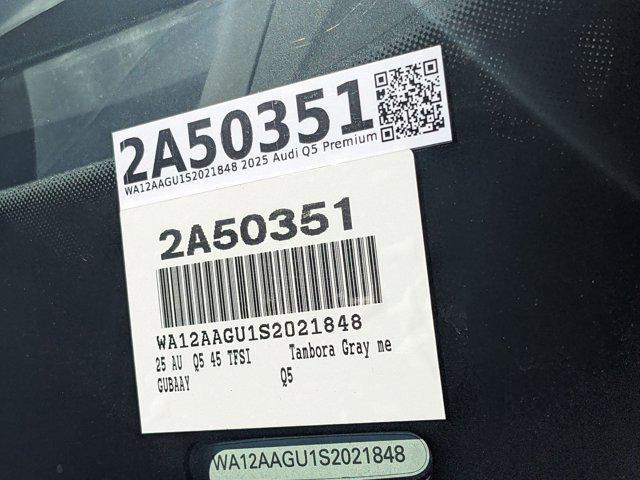 2A50351
WA12AAGU1S2021848 2025 Audi Q5 Premium
2A50351
WA12AAGU1S2021848
25 AU Q5 45 TFSI Tambora Gray me
GUBAAY Q5
WA12AAGU1S2021848